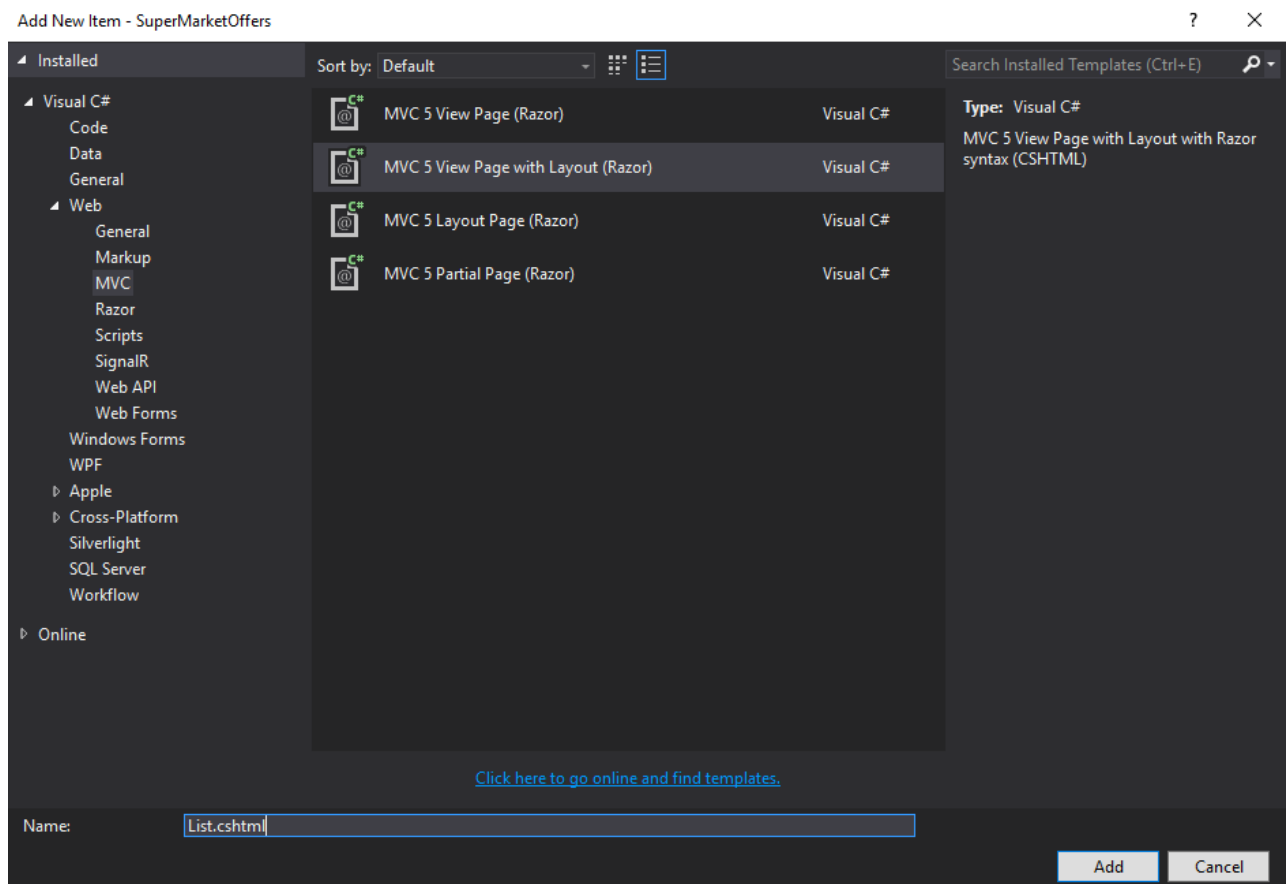 Add New Item - SuperMarketOffers
?
Installed
Sort by: Default
Search Installed Templates (Ctrl+E)
Visual C#
Code
Data
General
Web
General
Markup
MVC
Razor
Scripts
SignalR
Web API
Web Forms
Windows Forms
WPF
Apple
Cross-Platform
Silverlight
SQL Server
Workflow
Online
C# @ MVC 5 View Page (Razor) Visual C#
C# @ MVC 5 View Page with Layout (Razor) Visual C#
C# @ MVC 5 Layout Page (Razor) Visual C#
C# @ MVC 5 Partial Page (Razor) Visual C#
Type: Visual C#
MVC 5 View Page with Layout with Razor
syntax (CSHTML)
Click here to go online and find templates.
Name: List.cshtml
Add Cancel